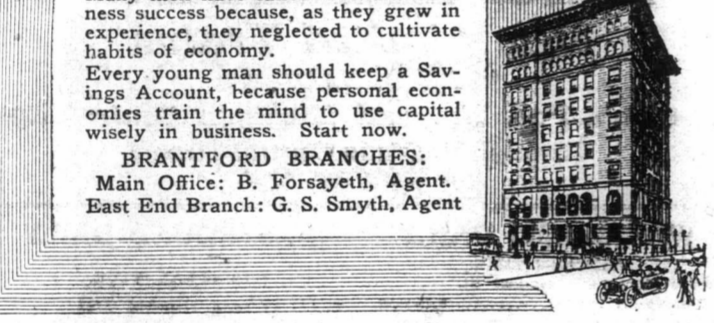 ness success because, as they grew in
experience, they neglected to cultivate
habits of economy.
Every young man should keep a Sav-
ings Account, because personal econ-
omies train the mind to use capital
wisely in business. Start now.
BRANTFORD BRANCHES:
Main Office: B. Forsayeth, Agent.
East End Branch: G. S. Smyth, Agent